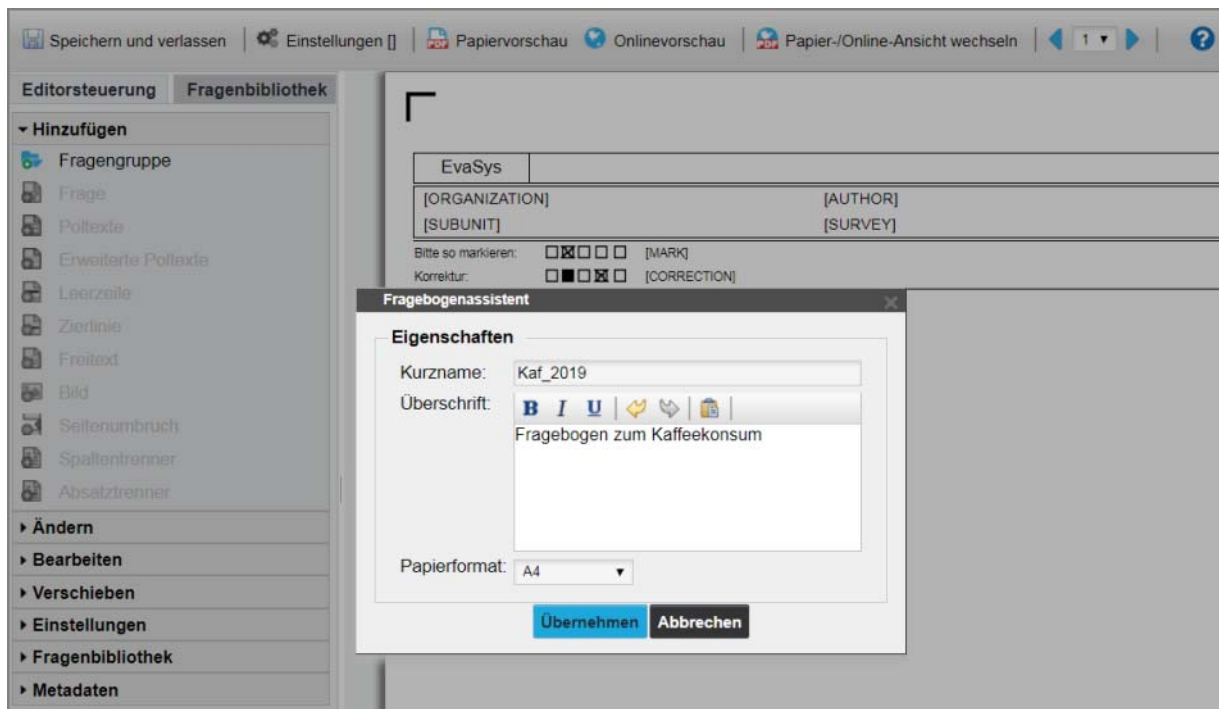 Speichern und verlassen Einstellungen [] Papiervorschau Onlinevorschau Papier-/Online-Ansicht wechseln 1 ?
Editorsteuerung Fragenbibliothek
Hinzufügen
Fragengruppe
Frage
Poltexte
Erweiterte Poltexte
Leerzeile
Zierlinie
Freitext
Bild
Seitenumbruch
Spaltentrenner
Absatztrenner
Ändern
Bearbeiten
Verschieben
Einstellungen
Fragenbibliothek
Metadaten
EvaSys
[ORGANIZATION] [AUTHOR]
[SUBUNIT] [SURVEY]
Bitte so markieren: [MARK]
Korrektur: [CORRECTION]
Fragebogenassistent
Eigenschaften
Kurzname: Kaf_2019
Überschrift: B I U
Fragebogen zum Kaffeekonsum
Papierformat: A4
Übernehmen Abbrechen